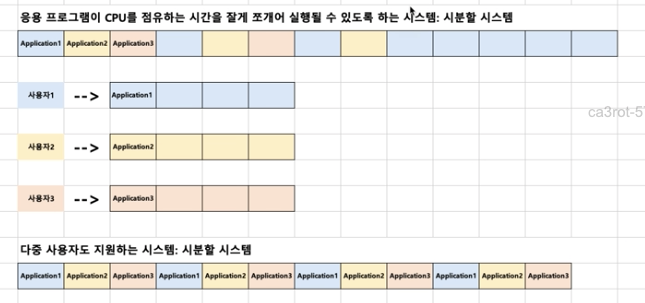 응용 프로그램이 CPU를 점유하는 시간을 잘게 쪼개어 실행될 수 있도록 하는 시스템: 시분할 시스템
Application1 Application2 Application3
사용자1 --> Application1
ca3rot-5
사용자2 --> Application2
사용자3 --> Application3
다중 사용자도 지원하는 시스템: 시분할 시스템
Application1 Application2 Application3 Application1 Application2 Application3 Application1 Application2 Application3 Application1 Application2 Application3